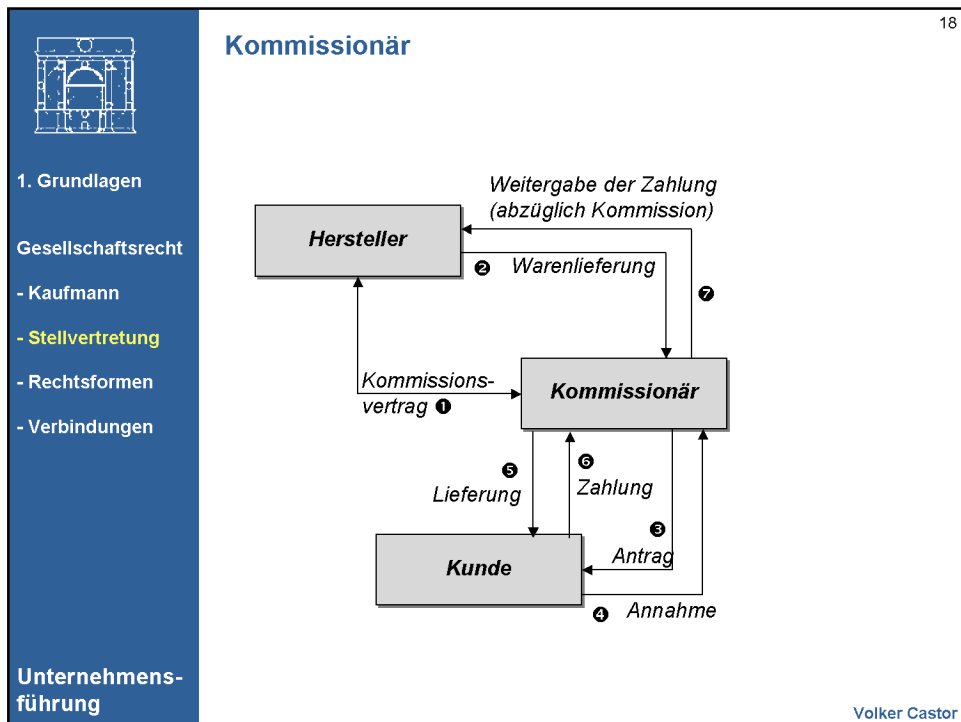 18
Kommissionär
1. Grundlagen
Gesellschaftsrecht
- Kaufmann
- Stellvertretung
- Rechtsformen
- Verbindungen
Unternehmens-
führung
Weitergabe der Zahlung
(abzüglich Kommission)
Hersteller
❷ Warenlieferung
❼
Kommissions-
vertrag ❶
Kommissionär
❺
Lieferung
❻
Zahlung
❸
Antrag
Kunde
❹ Annahme
Volker Castor